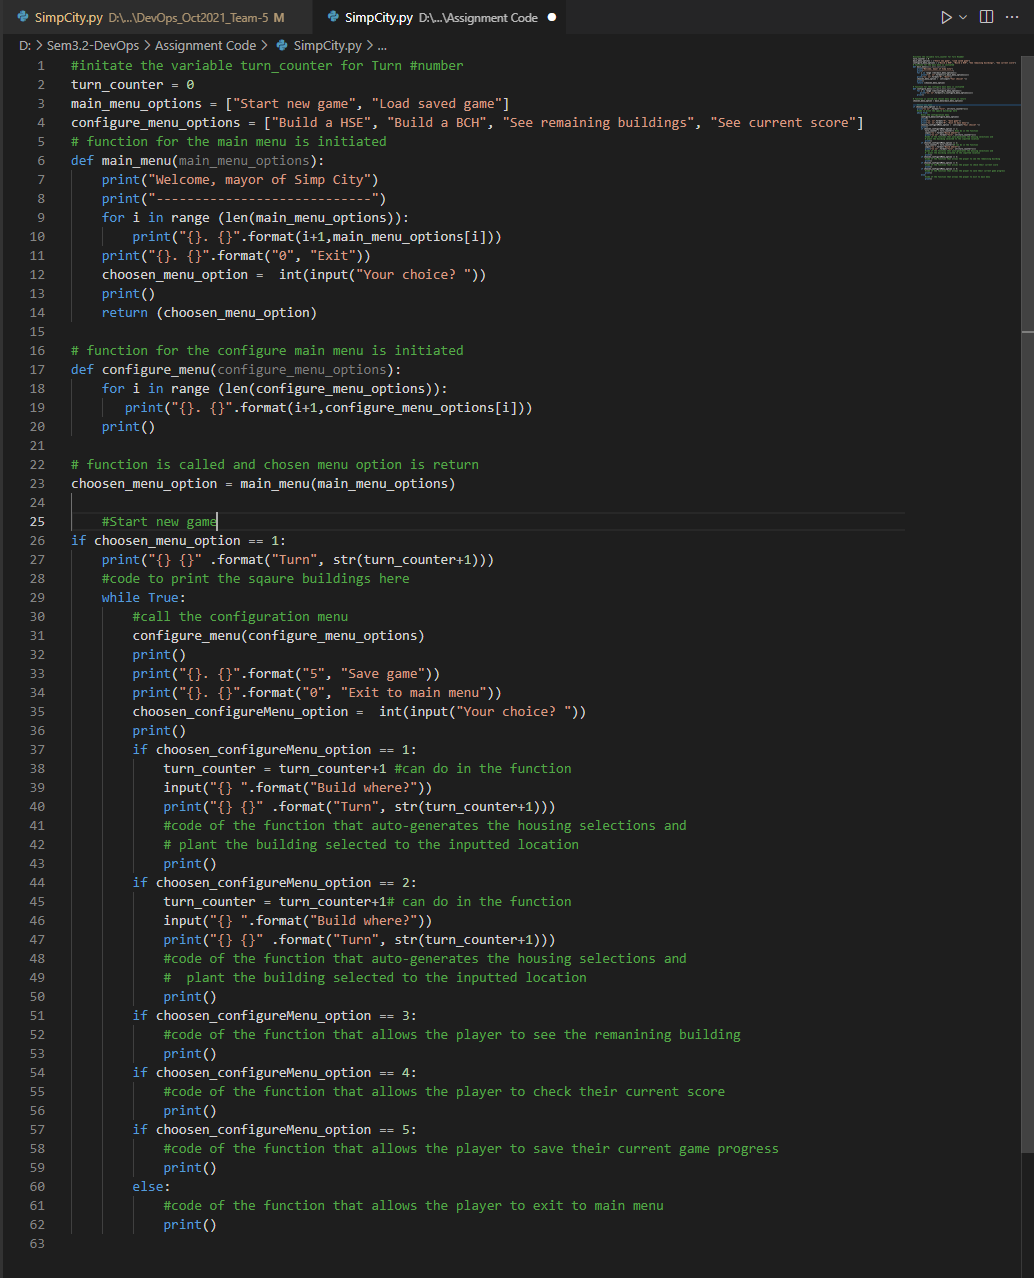 SimpCity.py D:\...\DevOps_Oct2021_Team-5 M
SimpCity.py D:\...\Assignment Code
D: > Sem3.2-DevOps > Assignment Code > SimpCity.py > ...
1 #initate the variable turn_counter for Turn #number
2 turn_counter = 0
3 main_menu_options = ["Start new game", "Load saved game"]
4 configure_menu_options = ["Build a HSE", "Build a BCH", "See remaining buildings", "See current score"]
5 # function for the main menu is initiated
6 def main_menu(main_menu_options):
7     print("Welcome, mayor of Simp City")
8     print("----------------------------")
9     for i in range (len(main_menu_options)):
10         print("{}. {}".format(i+1,main_menu_options[i]))
11     print("{}. {}".format("0", "Exit"))
12     choosen_menu_option =  int(input("Your choice? "))
13     print()
14     return (choosen_menu_option)
15
16 # function for the configure main menu is initiated
17 def configure_menu(configure_menu_options):
18     for i in range (len(configure_menu_options)):
19        print("{}. {}".format(i+1,configure_menu_options[i]))
20     print()
21
22 # function is called and chosen menu option is return
23 choosen_menu_option = main_menu(main_menu_options)
24
25     #Start new game
26 if choosen_menu_option == 1:
27     print("{} {}" .format("Turn", str(turn_counter+1)))
28     #code to print the sqaure buildings here
29     while True:
30         #call the configuration menu
31         configure_menu(configure_menu_options)
32         print()
33         print("{}. {}".format("5", "Save game"))
34         print("{}. {}".format("0", "Exit to main menu"))
35         choosen_configureMenu_option =  int(input("Your choice? "))
36         print()
37         if choosen_configureMenu_option == 1:
38             turn_counter = turn_counter+1 #can do in the function
39             input("{} ".format("Build where?"))
40             print("{} {}" .format("Turn", str(turn_counter+1)))
41             #code of the function that auto-generates the housing selections and
42             # plant the building selected to the inputted location
43             print()
44         if choosen_configureMenu_option == 2:
45             turn_counter = turn_counter+1# can do in the function
46             input("{} ".format("Build where?"))
47             print("{} {}" .format("Turn", str(turn_counter+1)))
48             #code of the function that auto-generates the housing selections and
49             #  plant the building selected to the inputted location
50             print()
51         if choosen_configureMenu_option == 3:
52             #code of the function that allows the player to see the remanining building
53             print()
54         if choosen_configureMenu_option == 4:
55             #code of the function that allows the player to check their current score
56             print()
57         if choosen_configureMenu_option == 5:
58             #code of the function that allows the player to save their current game progress
59             print()
60         else:
61             #code of the function that allows the player to exit to main menu
62             print()
63